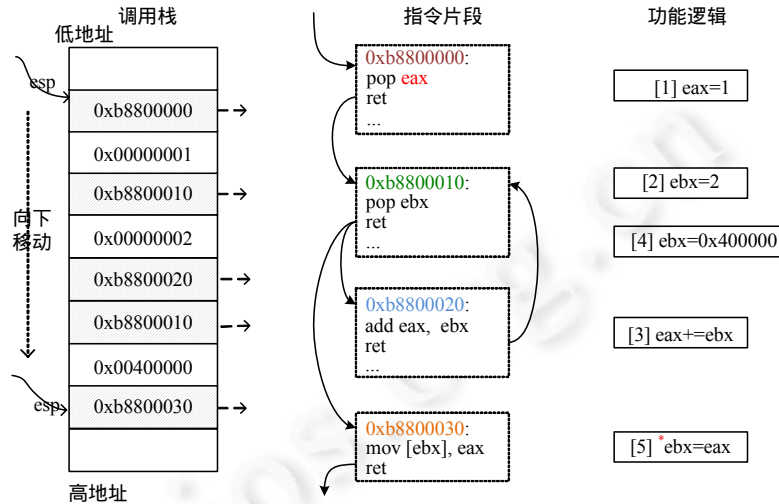 调用栈
低地址
esp
0xb8800000
0x00000001
0xb8800010
0x00000002
0xb8800020
0xb8800010
0x00400000
0xb8800030
向下
移动
esp
高地址
指令片段
0xb8800000:
pop eax
ret
...
0xb8800010:
pop ebx
ret
...
0xb8800020:
add eax, ebx
ret
...
0xb8800030:
mov [ebx], eax
ret
功能逻辑
[1] eax=1
[2] ebx=2
[4] ebx=0x400000
[3] eax+=ebx
[5] *ebx=eax